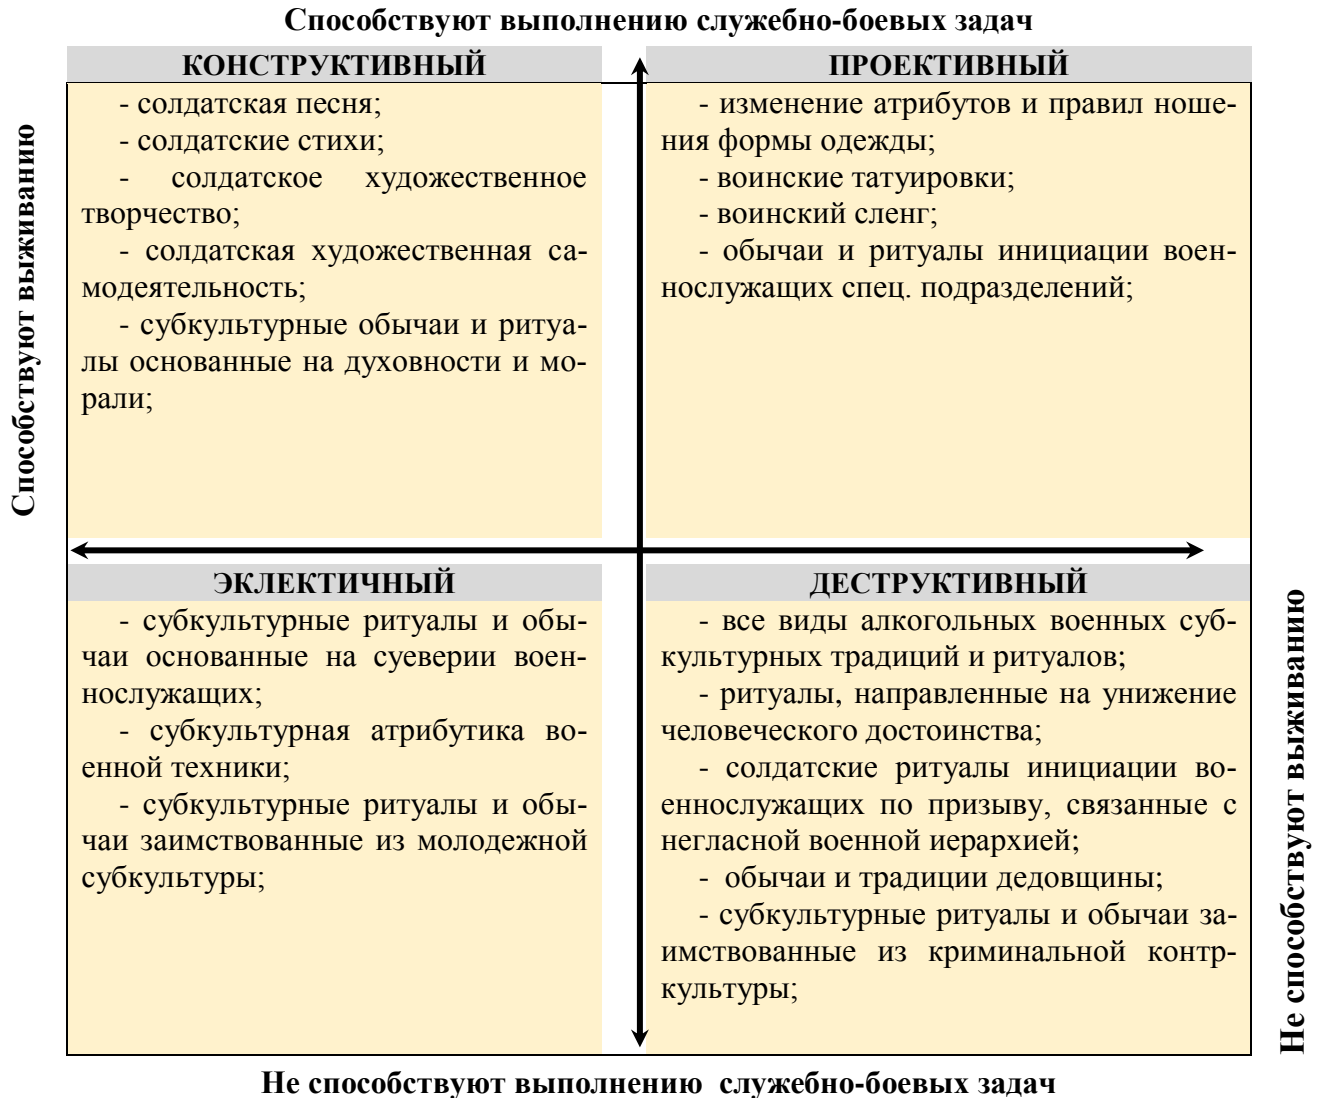 Способствуют выполнению служебно-боевых задач
Способствуют выживанию
КОНСТРУКТИВНЫЙ
- солдатская песня;
- солдатские стихи;
- солдатское художественное
творчество;
- солдатская художественная са-
модеятельность;
- субкультурные обычаи и ритуа-
лы основанные на духовности и мо-
рали;
ПРОЕКТИВНЫЙ
- изменение атрибутов и правил ноше-
ния формы одежды;
- воинские татуировки;
- воинский сленг;
- обычаи и ритуалы инициации воен-
нослужащих спец. подразделений;
ЭКЛЕКТИЧНЫЙ
- субкультурные ритуалы и обы-
чаи основанные на суеверии воен-
нослужащих;
- субкультурная атрибутика во-
енной техники;
- субкультурные ритуалы и обы-
чаи заимствованные из молодежной
субкультуры;
ДЕСТРУКТИВНЫЙ
- все виды алкогольных военных суб-
культурных традиций и ритуалов;
- ритуалы, направленные на унижение
человеческого достоинства;
- солдатские ритуалы инициации во-
еннослужащих по призыву, связанные с
негласной военной иерархией;
- обычаи и традиции дедовщины;
- субкультурные ритуалы и обычаи за-
имствованные из криминальной контр-
культуры;
Не способствуют выживанию
Не способствуют выполнению служебно-боевых задач